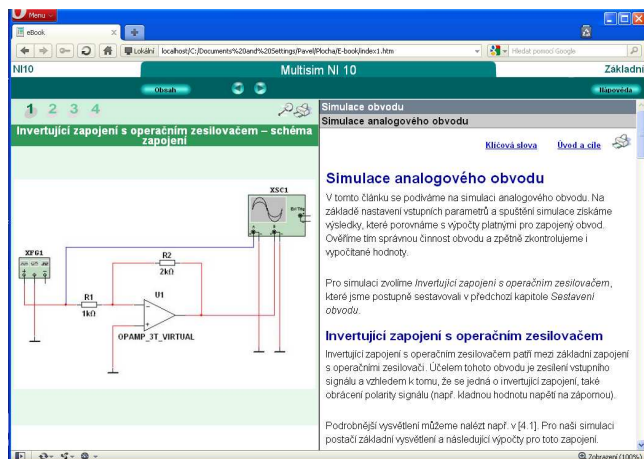 Menu
eBook
Lokální localhost/C:/Documents%20and%20Settings/Pavel/Plocha/E-book/index1.htm
Hledat pomocí Google
NI10
Multisim NI 10
Základní
Obsah
Nápověda
1 2 3 4
Invertující zapojení s operačním zesilovačem – schéma
zapojení
XSC1
Ext Trig
XFG1
R2
2kΩ
R1
1kΩ
U1
OPAMP_3T_VIRTUAL
Simulace obvodu
Simulace analogového obvodu
Klíčová slova Úvod a cíle
Simulace analogového obvodu
V tomto článku se podíváme na simulaci analogového obvodu. Na
základě nastavení vstupních parametrů a spuštění simulace získáme
výsledky, které porovnáme s výpočty platnými pro zapojený obvod.
Ověříme tím správnou činnost obvodu a zpětně zkontrolujeme i
vypočítané hodnoty.
Pro simulaci zvolíme Invertující zapojení s operačním zesilovačem,
které jsme postupně sestavovali v předchozí kapitole Sestavení
obvodu.
Invertující zapojení s operačním zesilovačem
Invertující zapojení s operačním zesilovačem patří mezi základní zapojení
s operačními zesilovači. Účelem tohoto obvodu je zesílení vstupního
signálu a vzhledem k tomu, že se jedná o invertující zapojení, také
obrácení polarity signálu (např. kladnou hodnotu napětí na zápornou).
Podrobnější vysvětlení můžeme nalézt např. v [4.1]. Pro naši simulaci
postačí základní vysvětlení a následující výpočty pro toto zapojení.
Zobrazení (100%)